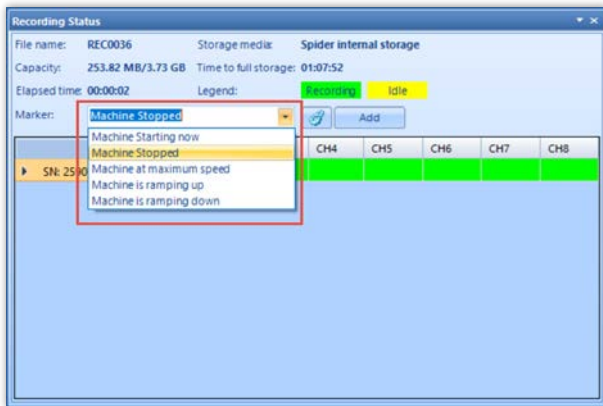 Recording Status
File name: REC0036 Storage media: Spider internal storage
Capacity: 253.82 MB/3.73 GB Time to full storage: 01:07:52
Elapsed time: 00:00:02 Legend: Recording Idle
Marker: Machine Stopped Add
Machine Starting now
Machine Stopped
Machine at maximum speed
Machine is ramping up
Machine is ramping down
CH4 CH5 CH6 CH7 CH8
SN: 2590